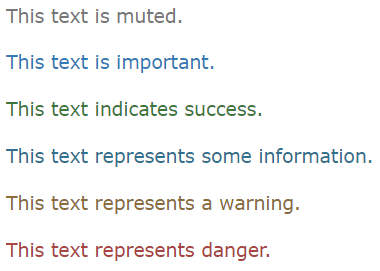 This text is muted.
This text is important.
This text indicates success.
This text represents some information.
This text represents a warning.
This text represents danger.